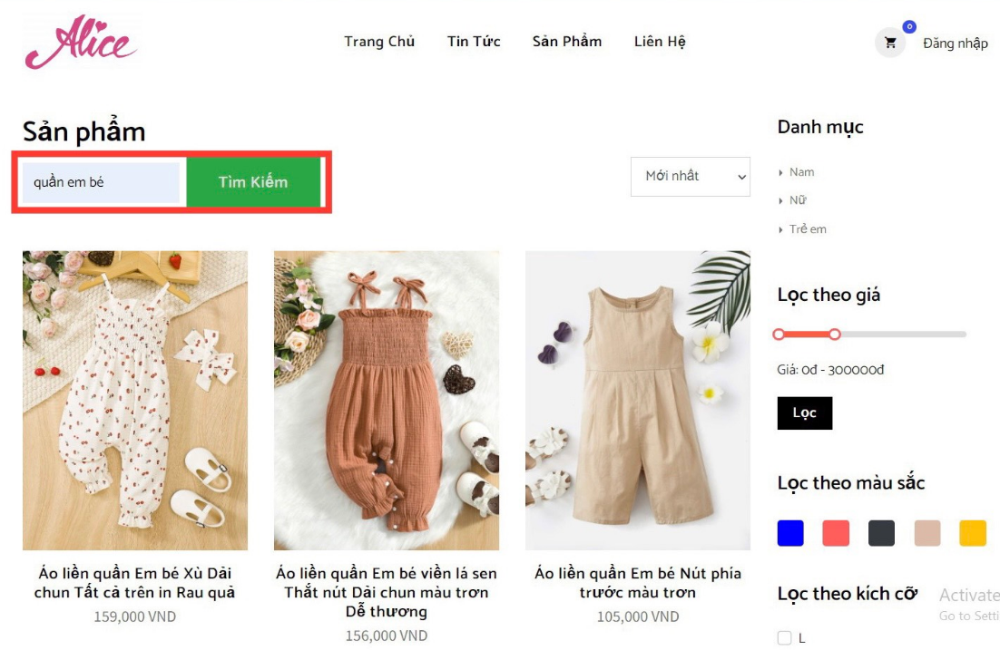 Alice
Trang Chủ
Tin Tức
Sản Phẩm
Liên Hệ
0
Đăng nhập
Sản phẩm
quần em bé
Tìm Kiếm
Mới nhất
Danh mục
Nam
Nữ
Trẻ em
Lọc theo giá
Giá: 0đ - 300000đ
Lọc
Lọc theo màu sắc
Lọc theo kích cỡ
L
Áo liền quần Em bé Xù Dải
chun Tất cả trên in Rau quả
159,000 VND
Áo liền quần Em bé viền lá sen
Thắt nút Dải chun màu trơn
Dễ thương
156,000 VND
Áo liền quần Em bé Nút phía
trước màu trơn
105,000 VND
Activate
Go to Setti